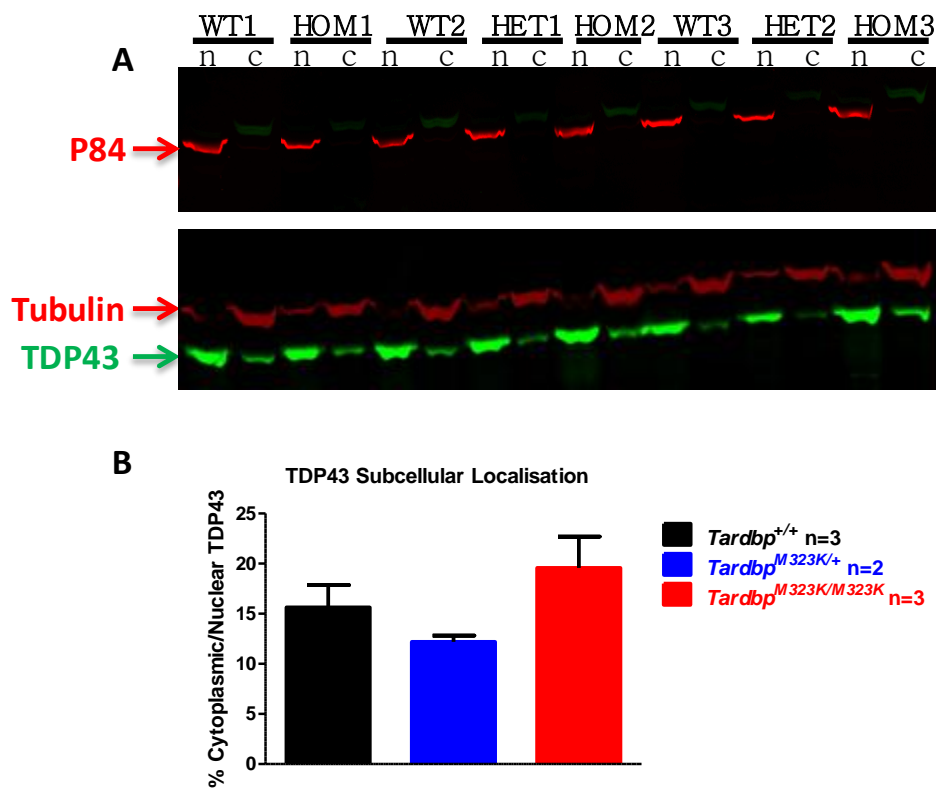 WT1 HOM1 WT2 HET1 HOM2 WT3 HET2 HOM3
A
n c n c n c n c n c n c n c n c
P84
Tubulin
TDP43
B
TDP43 Subcellular Localisation
% Cytoplasmic/Nuclear TDP43
25
20
15
10
5
0
Tardbp+/+ n=3
TardbpM323K/+ n=2
TardbpM323K/M323K n=3